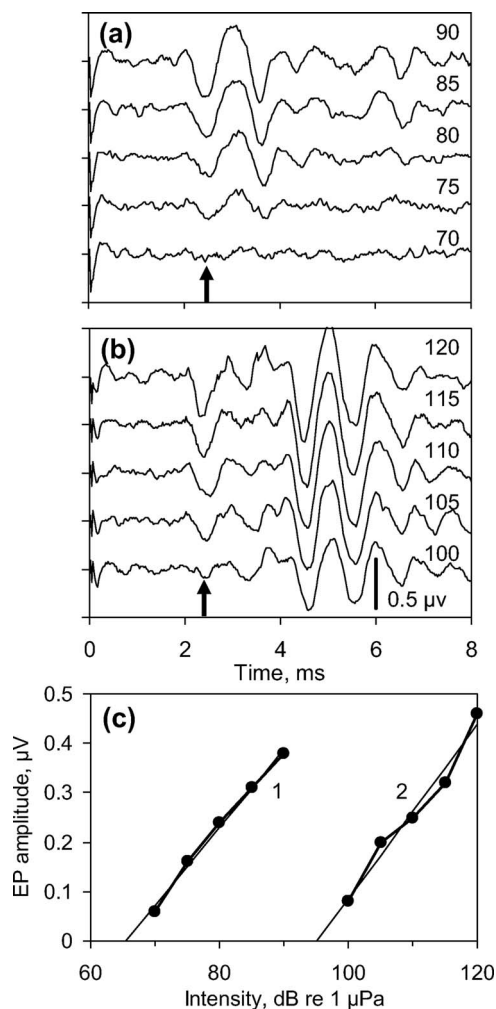 (a)
90
85
80
75
70
(b)
120
115
110
105
100
0.5 µv
0 2 4 6 8
Time, ms
(c)
0.5
0.4
0.3
0.2
0.1
0
EP amplitude, µV
1
2
60 80 100 120
Intensity, dB re 1 µPa